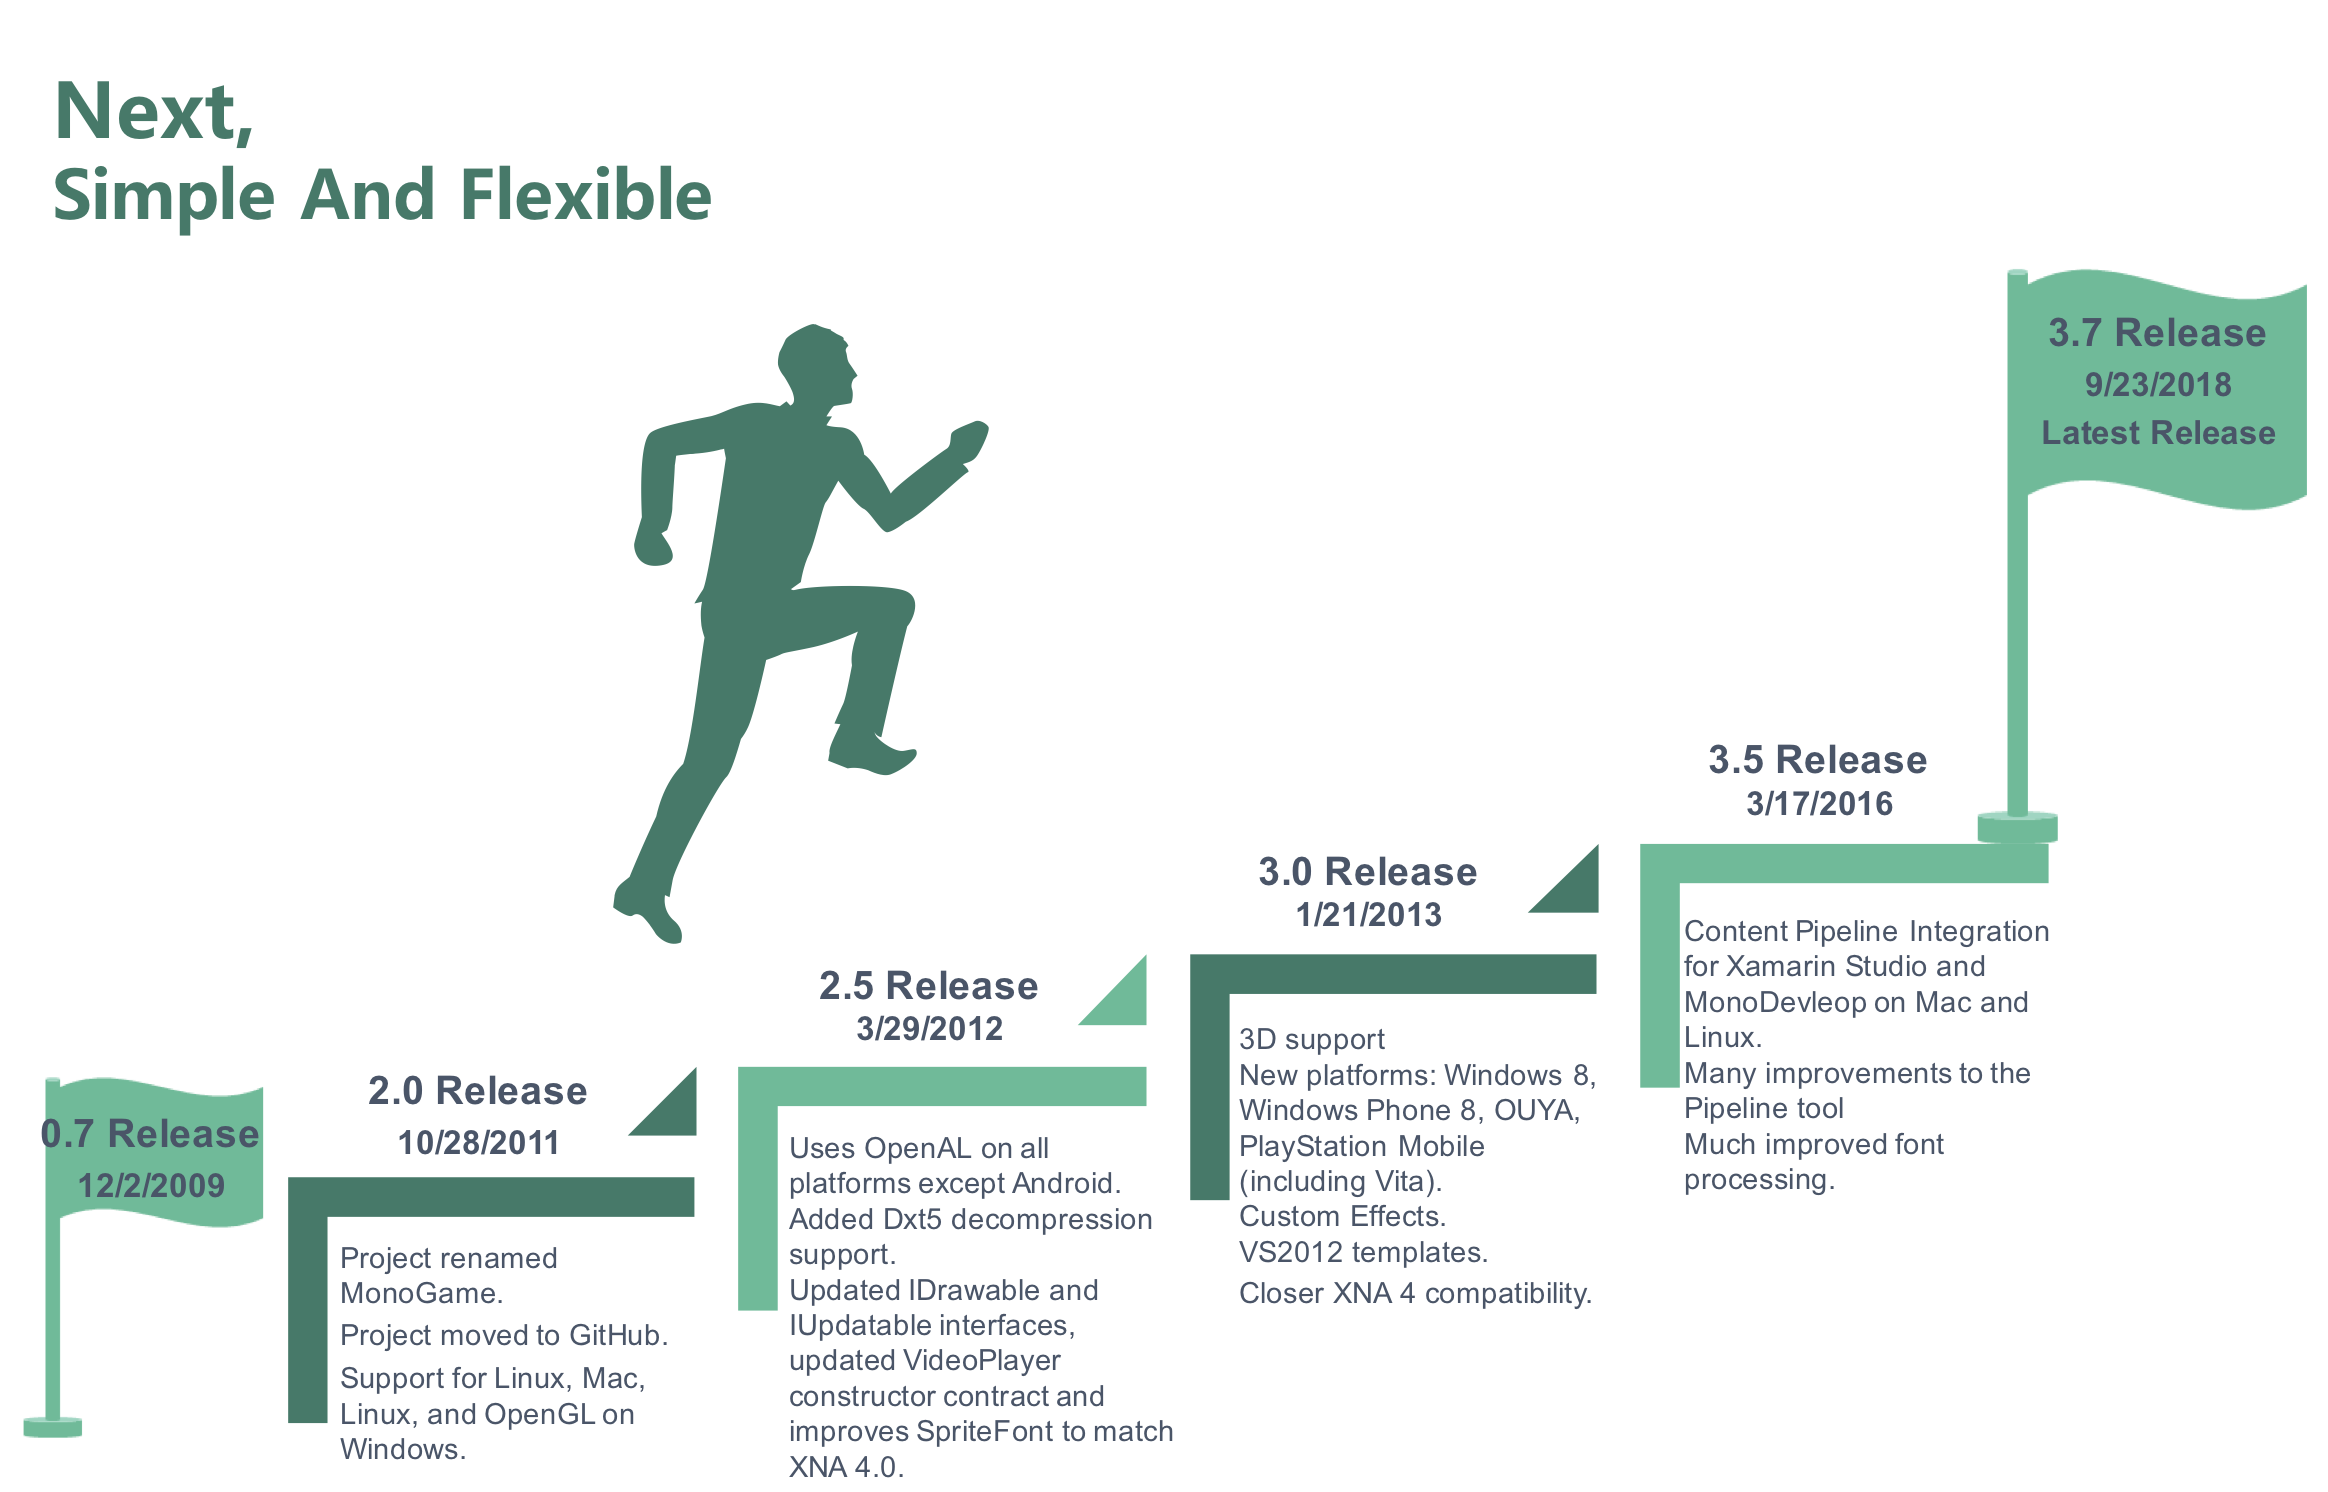 Next,
Simple And Flexible
0.7 Release
12/2/2009
2.0 Release
10/28/2011
Project renamed
MonoGame.
Project moved to GitHub.
Support for Linux, Mac,
Linux, and OpenGL on
Windows.
2.5 Release
3/29/2012
Uses OpenAL on all
platforms except Android.
Added Dxt5 decompression
support.
Updated IDrawable and
IUpdatable interfaces,
updated VideoPlayer
constructor contract and
improves SpriteFont to match
XNA 4.0.
3.0 Release
1/21/2013
3D support
New platforms: Windows 8,
Windows Phone 8, OUYA,
PlayStation Mobile
(including Vita).
Custom Effects.
VS2012 templates.
Closer XNA 4 compatibility.
3.5 Release
3/17/2016
Content Pipeline Integration
for Xamarin Studio and
MonoDevleop on Mac and
Linux.
Many improvements to the
Pipeline tool
Much improved font
processing.
3.7 Release
9/23/2018
Latest Release